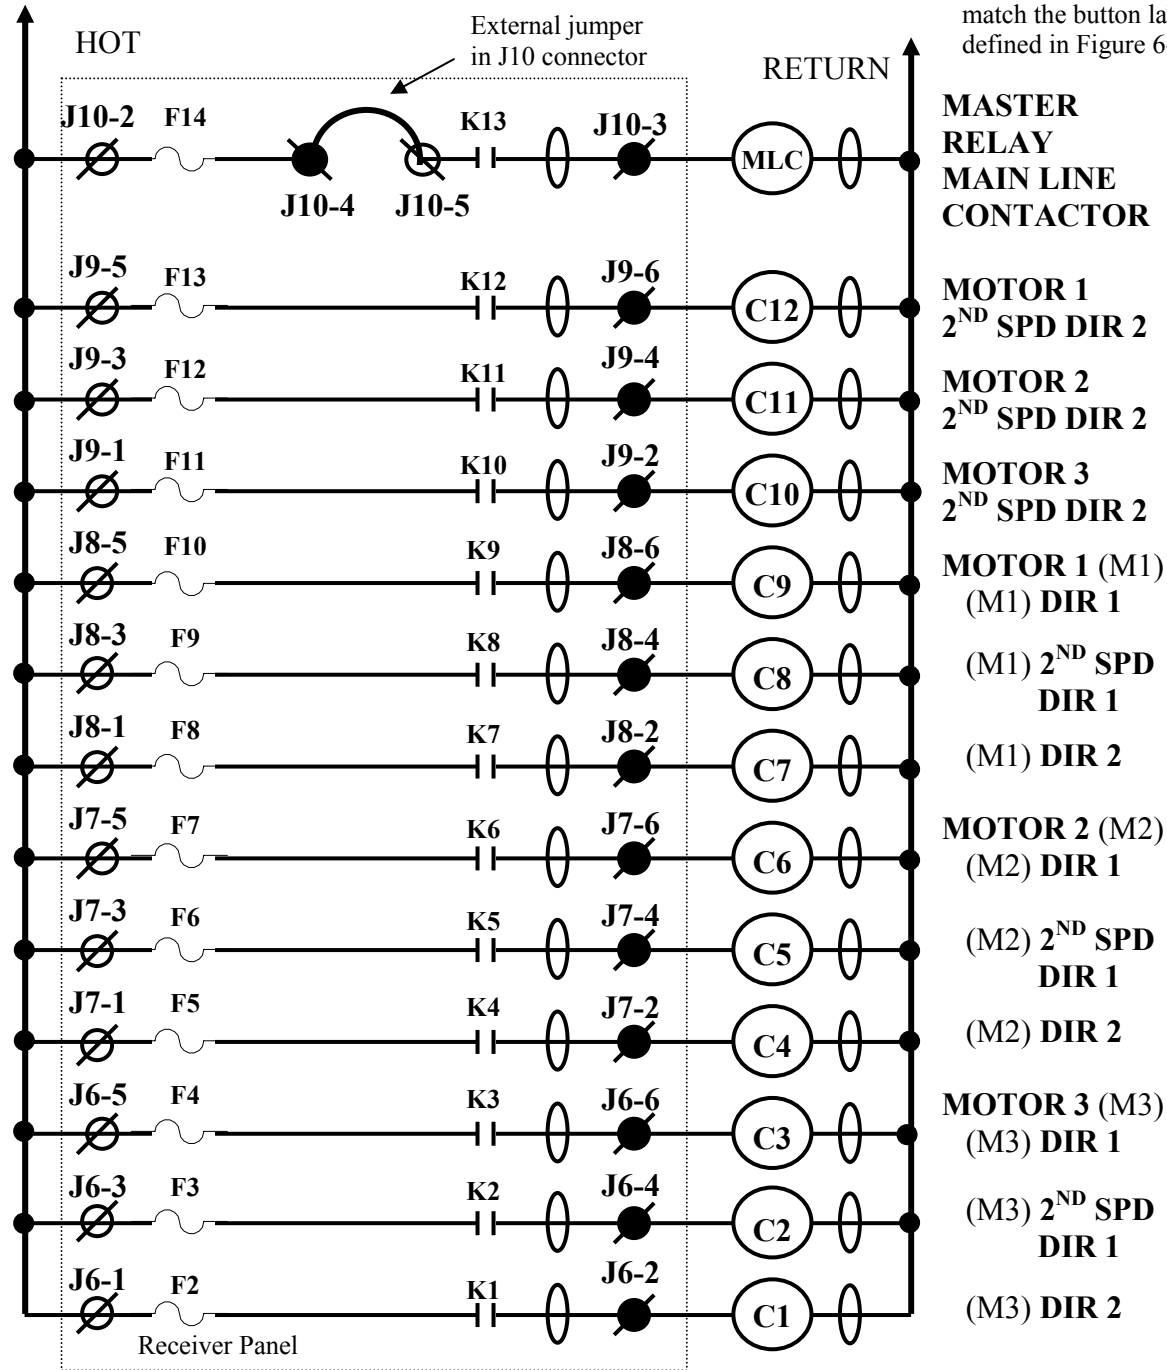 match the button la
defined in Figure 6-
HOT
External jumper
in J10 connector
RETURN
J10-2 F14 K13 J10-3
MLC
J10-4 J10-5
MASTER
RELAY
MAIN LINE
CONTACTOR
J9-5 F13 K12 J9-6
C12
MOTOR 1
2ND SPD DIR 2
J9-3 F12 K11 J9-4
C11
MOTOR 2
2ND SPD DIR 2
J9-1 F11 K10 J9-2
C10
MOTOR 3
2ND SPD DIR 2
J8-5 F10 K9 J8-6
C9
MOTOR 1 (M1)
(M1) DIR 1
J8-3 F9 K8 J8-4
C8
(M1) 2ND SPD
DIR 1
J8-1 F8 K7 J8-2
C7
(M1) DIR 2
J7-5 F7 K6 J7-6
C6
MOTOR 2 (M2)
(M2) DIR 1
J7-3 F6 K5 J7-4
C5
(M2) 2ND SPD
DIR 1
J7-1 F5 K4 J7-2
C4
(M2) DIR 2
J6-5 F4 K3 J6-6
C3
MOTOR 3 (M3)
(M3) DIR 1
J6-3 F3 K2 J6-4
C2
(M3) 2ND SPD
DIR 1
J6-1 F2 K1 J6-2
C1
(M3) DIR 2
Receiver Panel